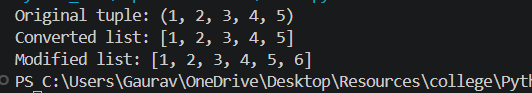 Original tuple: (1, 2, 3, 4, 5)
Converted list: [1, 2, 3, 4, 5]
Modified list: [1, 2, 3, 4, 5, 6]
PS C:\Users\Gaurav\OneDrive\Desktop\Resources\college\Pyth